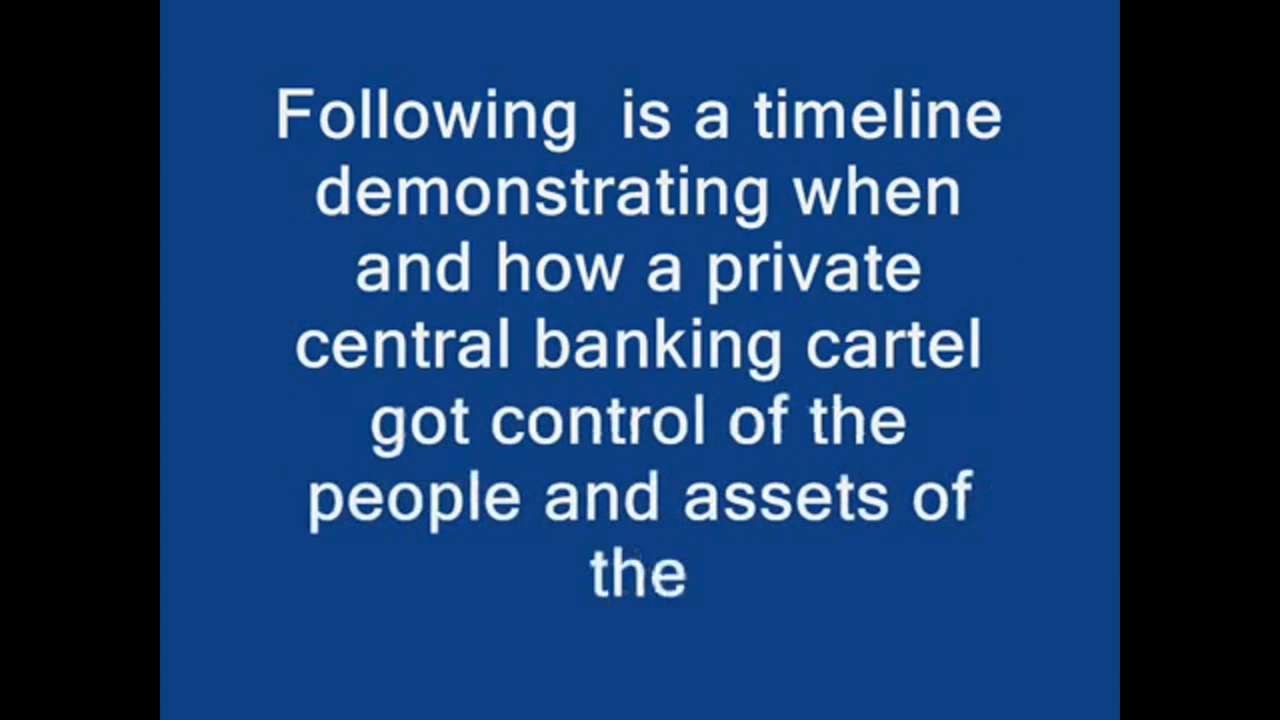 Following  is a timeline
demonstrating when
and how a private
central banking cartel
got control of the
people and assets of
the